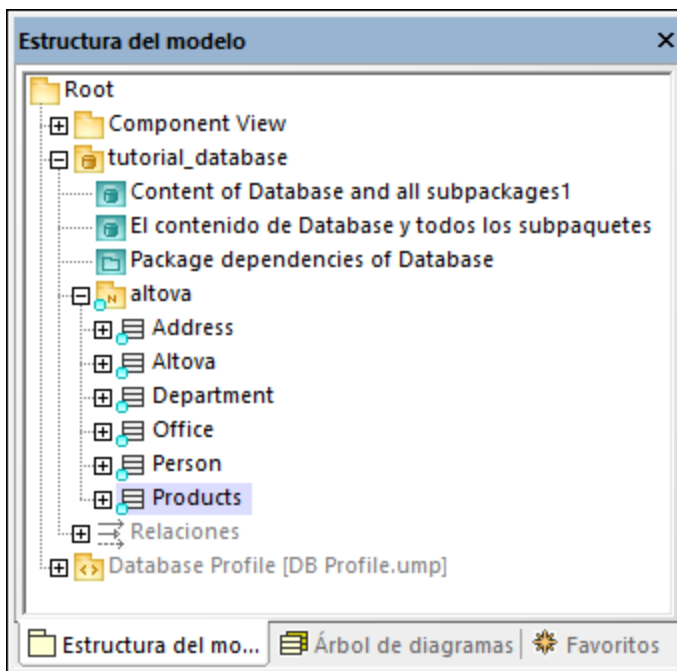 Estructura del modelo
Root
Component View
tutorial_database
Content of Database and all subpackages1
El contenido de Database y todos los subpaquetes
Package dependencies of Database
altova
Address
Altova
Department
Office
Person
Products
Relaciones
Database Profile [DB Profile.ump]
Estructura del mo... Árbol de diagramas Favoritos